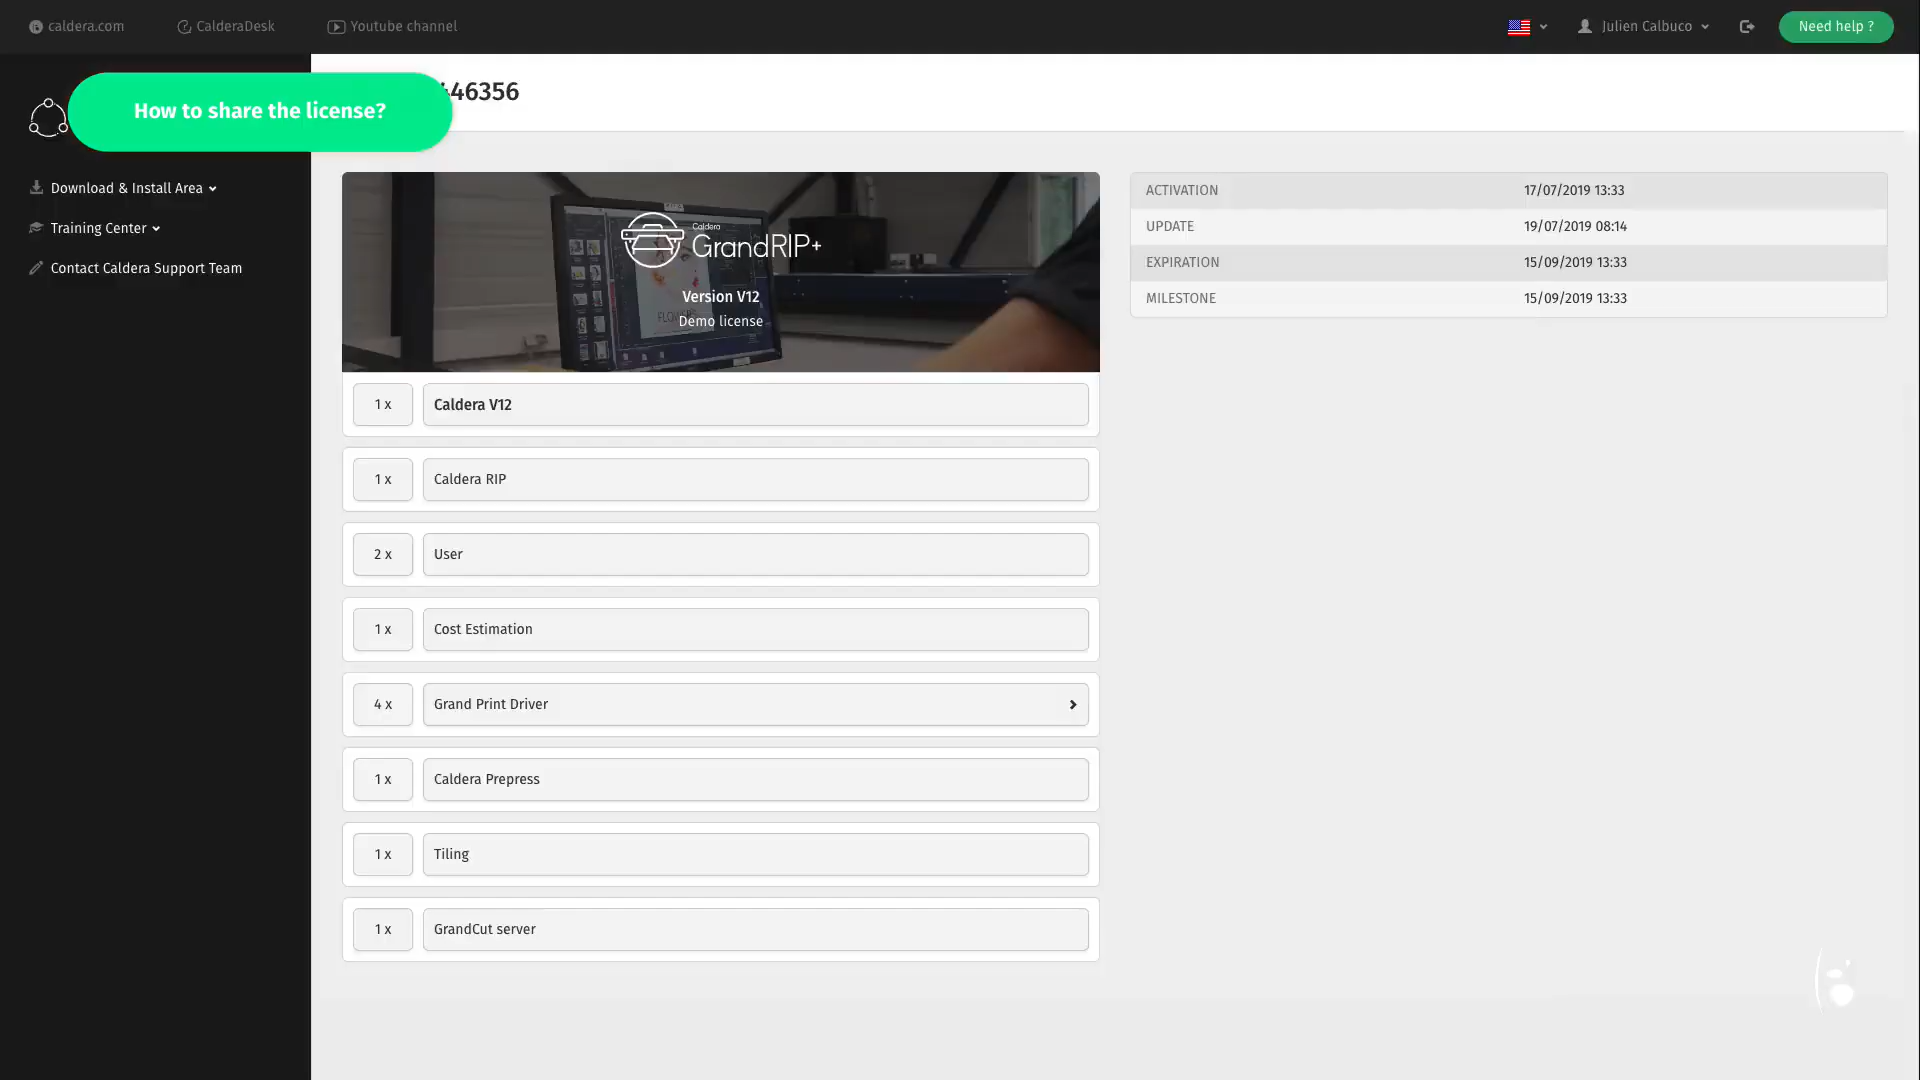 caldera.com
CalderaDesk
Youtube channel
Julien Calbuco
Need help ?
How to share the license?
46356
Download & Install Area
Training Center
Contact Caldera Support Team
Caldera
GrandRIP+
Version V12
Demo license
ACTIVATION 17/07/2019 13:33
UPDATE 19/07/2019 08:14
EXPIRATION 15/09/2019 13:33
MILESTONE 15/09/2019 13:33
1 x Caldera V12
1 x Caldera RIP
2 x User
1 x Cost Estimation
4 x Grand Print Driver
1 x Caldera Prepress
1 x Tiling
1 x GrandCut server